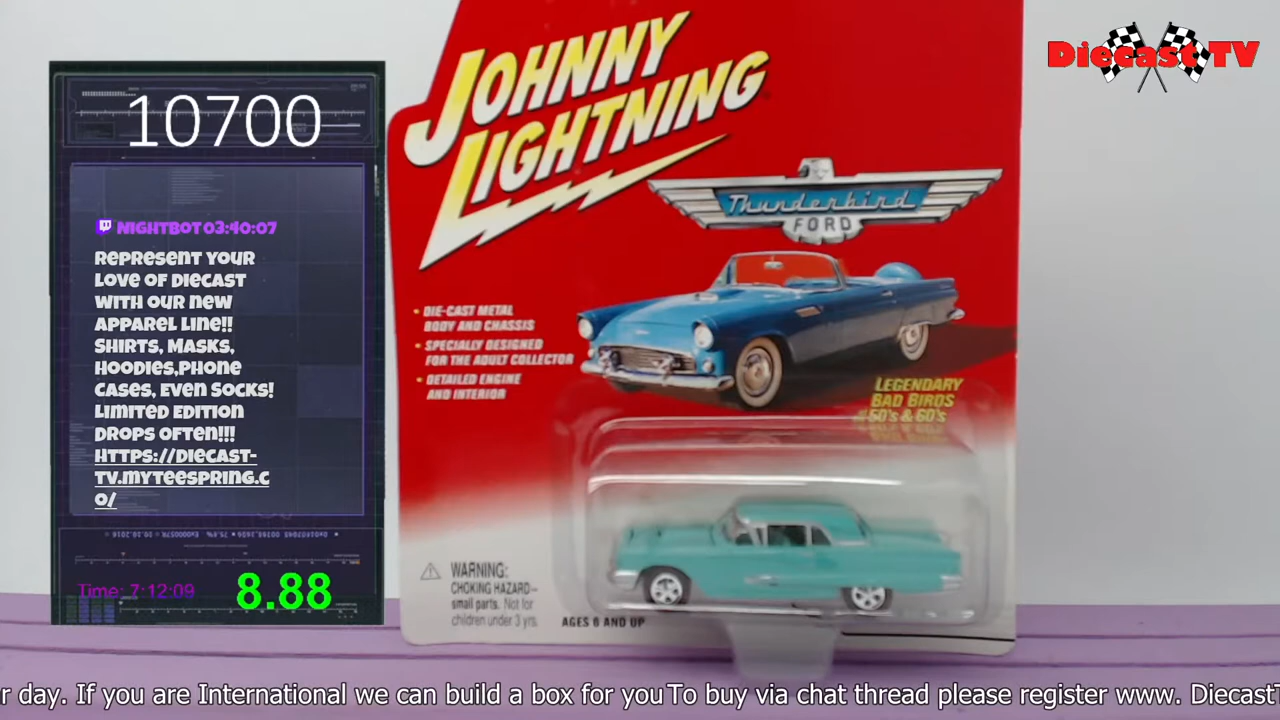 Diecast TV
10700
NIGHTBOT 03:40:07
REPRESENT YOUR
LOVE OF DIECAST
WITH OUR NEW
APPAREL LINE!!
SHIRTS, MASKS,
HOODIES,PHONE
CASES, EVEN SOCKS!
LIMITED EDITION
DROPS OFTEN!!!
HTTPS://DIECAST-
TV.MYTEESPRING.C
O/
Time: 7:12:09
8.88
JOHNNY
LIGHTNING
Thunderbird
FORD
• DIE-CAST METAL
BODY AND CHASSIS
• SPECIALLY DESIGNED
FOR THE ADULT COLLECTOR
• DETAILED ENGINE
AND INTERIOR
LEGENDARY
BAD BIRDS
50's & 60's
WARNING:
CHOKING HAZARD–
small parts. Not for
children under 3 yrs.
AGES 8 AND UP
r day. If you are International we can build a box for you To buy via chat thread please register www. DiecastT